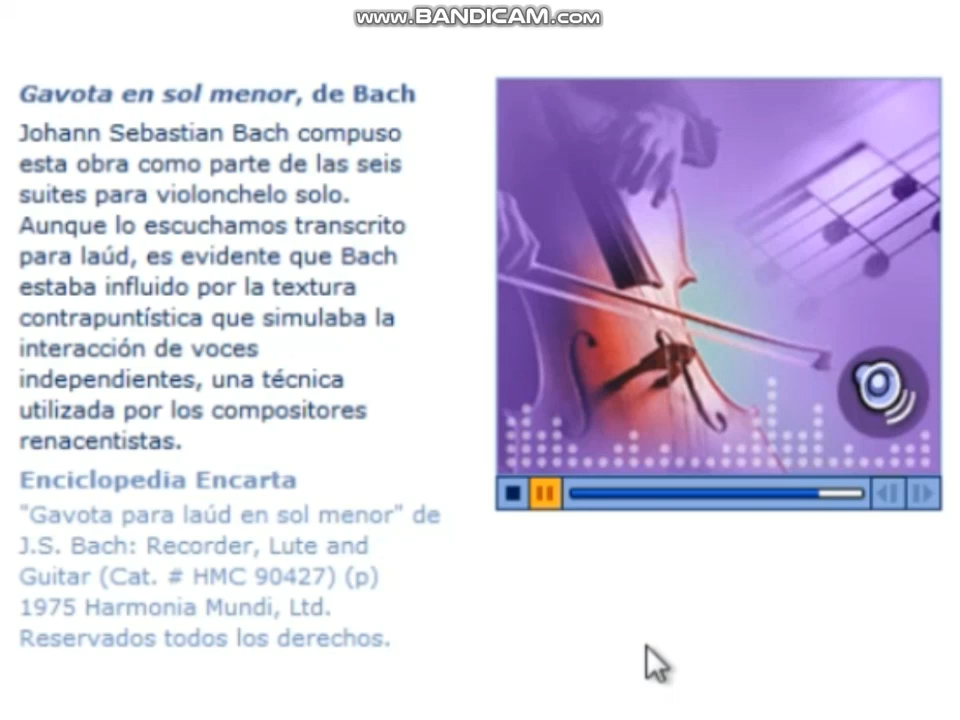 www.BANDICAM.com
Gavota en sol menor, de Bach
Johann Sebastian Bach compuso
esta obra como parte de las seis
suites para violonchelo solo.
Aunque lo escuchamos transcrito
para laúd, es evidente que Bach
estaba influido por la textura
contrapuntística que simulaba la
interacción de voces
independientes, una técnica
utilizada por los compositores
renacentistas.
Enciclopedia Encarta
"Gavota para laúd en sol menor" de
J.S. Bach: Recorder, Lute and
Guitar (Cat. # HMC 90427) (p)
1975 Harmonia Mundi, Ltd.
Reservados todos los derechos.